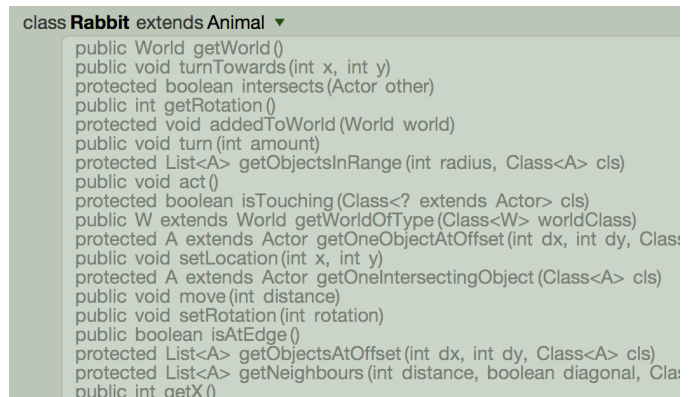 class Rabbit extends Animal
public World getWorld()
public void turnTowards(int x, int y)
protected boolean intersects(Actor other)
public int getRotation()
protected void addedToWorld(World world)
public void turn(int amount)
protected List<A> getObjectsInRange(int radius, Class<A> cls)
public void act()
protected boolean isTouching(Class<? extends Actor> cls)
public W extends World getWorldOfType(Class<W> worldClass)
protected A extends Actor getOneObjectAtOffset(int dx, int dy, Clas
public void setLocation(int x, int y)
protected A extends Actor getOneIntersectingObject(Class<A> cls)
public void move(int distance)
public void setRotation(int rotation)
public boolean isAtEdge()
protected List<A> getObjectsAtOffset(int dx, int dy, Class<A> cls)
protected List<A> getNeighbours(int distance, boolean diagonal, Clas
public int getX()